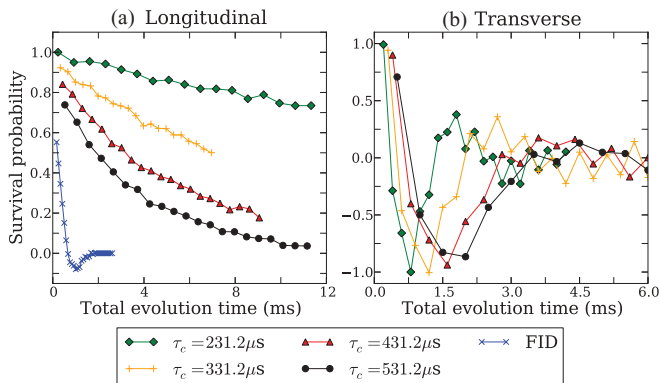 (a) Longitudinal
(b) Transverse
Survival probability
1.0
0.8
0.6
0.4
0.2
0.0
0 4 8 12
Total evolution time (ms)
1.0
0.5
0.0
−0.5
−1.0
0.0 1.5 3.0 4.5 6.0
Total evolution time (ms)
τc =231.2μs
τc =431.2μs
FID
τc =331.2μs
τc =531.2μs